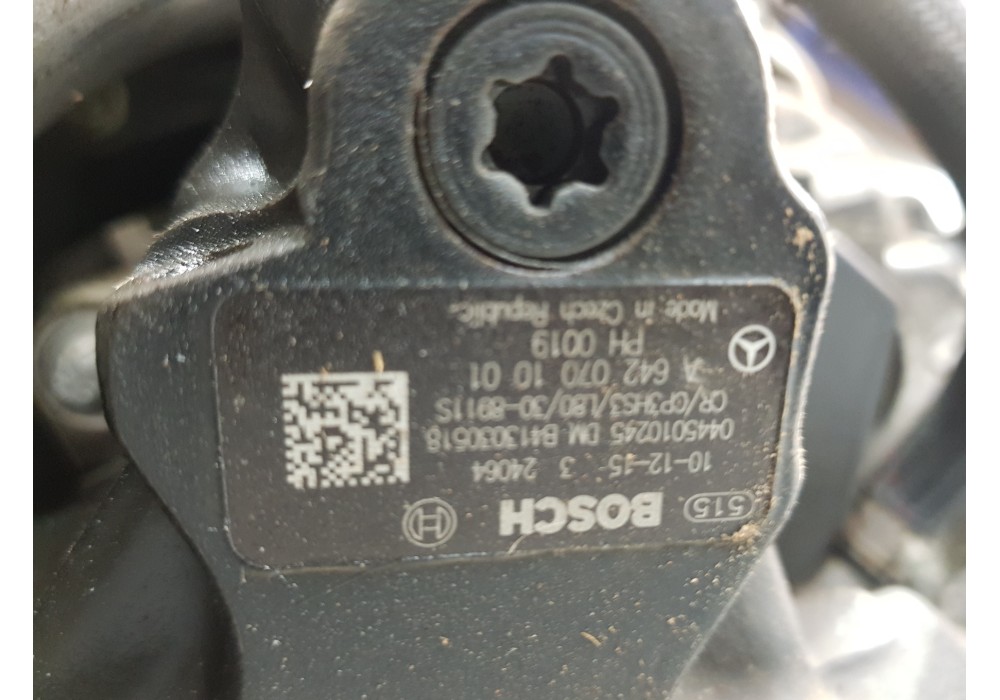 515 BOSCH
10-12-15 3 24064
0445010245 DM B413030518
CR/CP3HS3/L80/30-8911S
A 642 070 10 01
PH 0019
Made in Czech Republic.